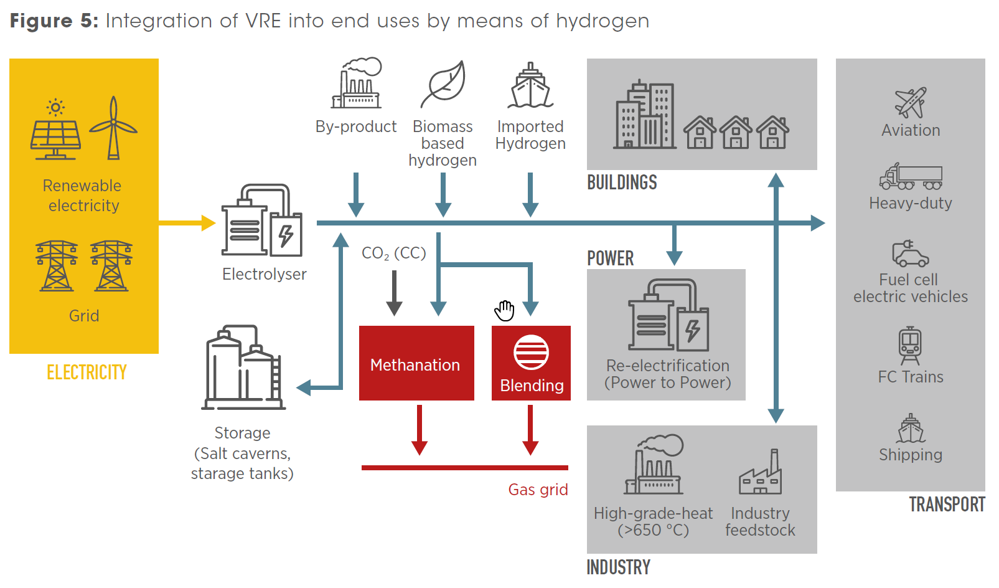 Figure 5: Integration of VRE into end uses by means of hydrogen
Renewable
electricity
Grid
ELECTRICITY
Electrolyser
Storage
(Salt caverns,
starage tanks)
By-product
Biomass
based
hydrogen
Imported
Hydrogen
CO₂ (CC)
Methanation
Blending
Gas grid
BUILDINGS
POWER
Re-electrification
(Power to Power)
High-grade-heat
(>650 °C)
Industry
feedstock
INDUSTRY
Aviation
Heavy-duty
Fuel cell
electric vehicles
FC Trains
Shipping
TRANSPORT